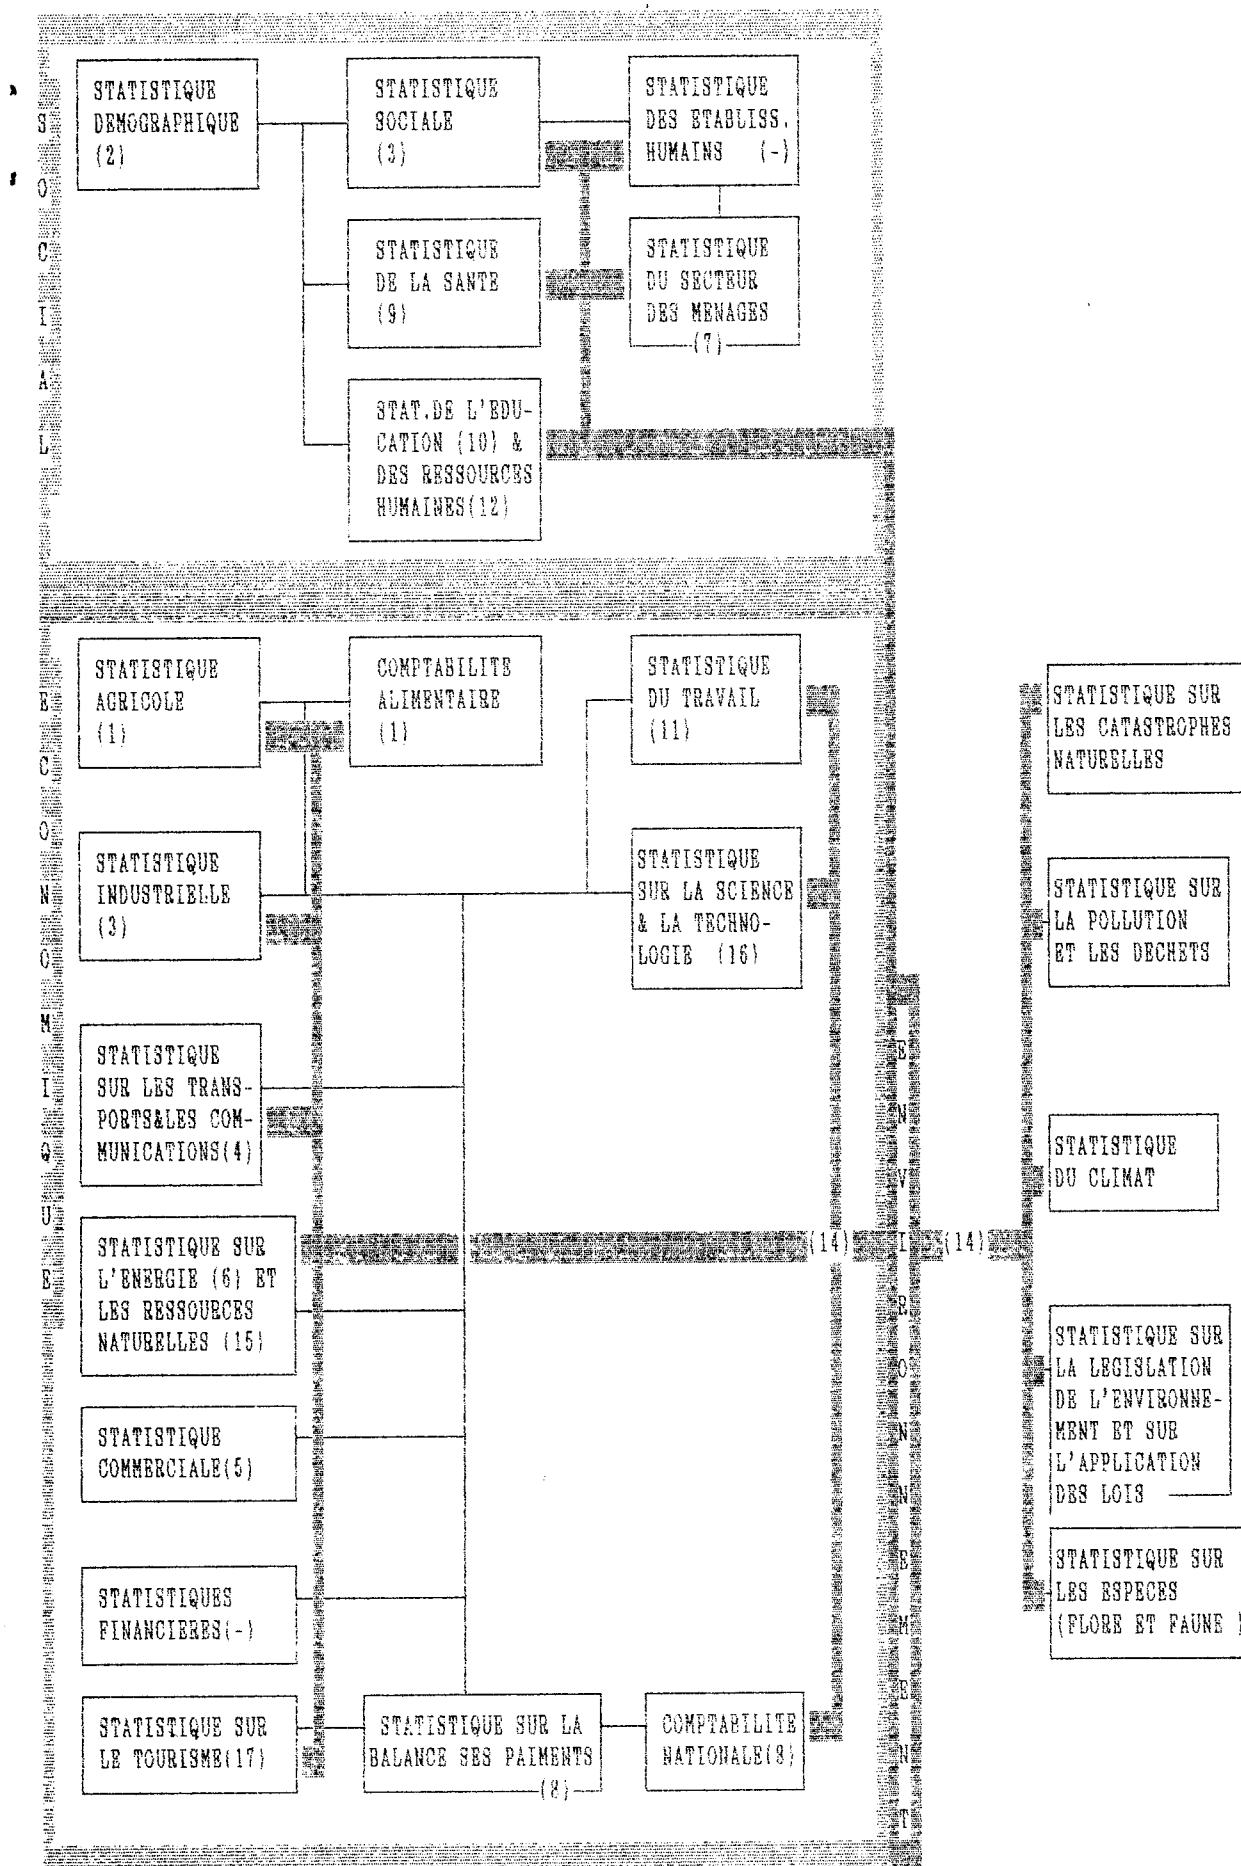 SOCIAL
STATISTIQUE
DEMOGRAPHIQUE
(2)
STATISTIQUE
SOCIALE
(3)
STATISTIQUE
DES ETABLISS.
HUMAINS (-)
STATISTIQUE
DE LA SANTE
(9)
STATISTIQUE
DU SECTEUR
DES MENAGES
(7)
STAT.DE L'EDU-
CATION (10) &
DES RESSOURCES
HUMAINES(12)
ECONOMIQUE
STATISTIQUE
AGRICOLE
(1)
COMPTABILITE
ALIMENTAIRE
(1)
STATISTIQUE
DU TRAVAIL
(11)
STATISTIQUE
INDUSTRIELLE
(3)
STATISTIQUE
SUR LA SCIENCE
& LA TECHNO-
LOGIE (16)
STATISTIQUE
SUR LES TRANS-
PORTS&LES COM-
MUNICATIONS(4)
STATISTIQUE SUR
L'ENERGIE (6) ET
LES RESSOURCES
NATURELLES (15)
STATISTIQUE
COMMERCIALE(5)
STATISTIQUES
FINANCIERES(-)
STATISTIQUE SUR
LE TOURISME(17)
STATISTIQUE SUR LA
BALANCE SES PAIMENTS
(8)
COMPTABILITE
NATIONALE(8)
(14)
ENVIRONNEMENT
(14)
STATISTIQUE SUR
LES CATASTROPHES
NATURELLES
STATISTIQUE SUR
LA POLLUTION
ET LES DECHETS
STATISTIQUE
DU CLIMAT
STATISTIQUE SUR
LA LEGISLATION
DE L'ENVIRONNE-
MENT ET SUR
L'APPLICATION
DES LOIS
STATISTIQUE SUR
LES ESPECES
(FLORE ET FAUNE )